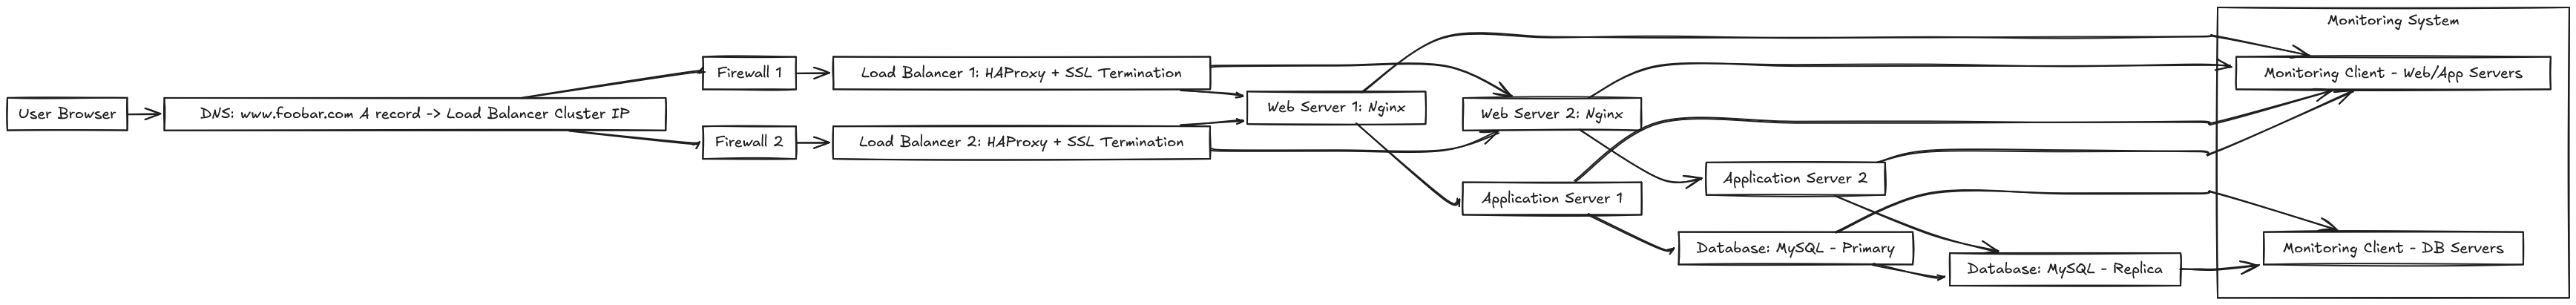 Monitoring System
User Browser
DNS: www.foobar.com A record -> Load Balancer Cluster IP
Firewall 1
Load Balancer 1: HAProxy + SSL Termination
Firewall 2
Load Balancer 2: HAProxy + SSL Termination
Web Server 1: Nginx
Web Server 2: Nginx
Application Server 1
Application Server 2
Database: MySQL - Primary
Database: MySQL - Replica
Monitoring Client - Web/App Servers
Monitoring Client - DB Servers